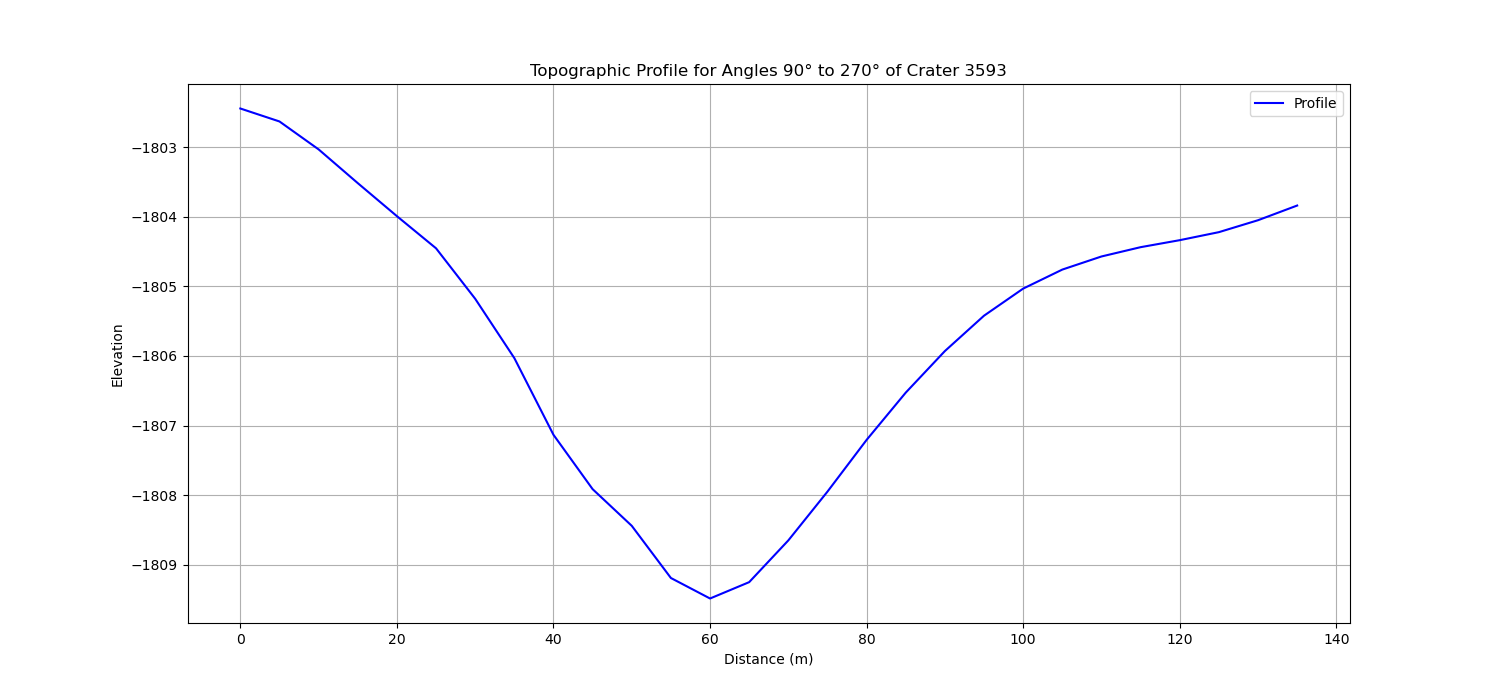 Topographic Profile for Angles 90° to 270° of Crater 3593
Profile
Elevation
−1803
−1804
−1805
−1806
−1807
−1808
−1809
0 20 40 60 80 100 120 140
Distance (m)